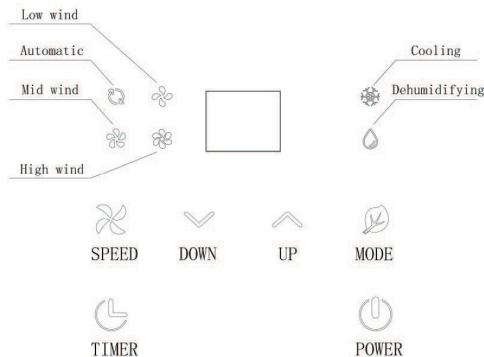 Low wind
Automatic
Cooling
Mid wind
Dehumidifying
High wind
SPEED
DOWN
UP
MODE
TIMER
POWER